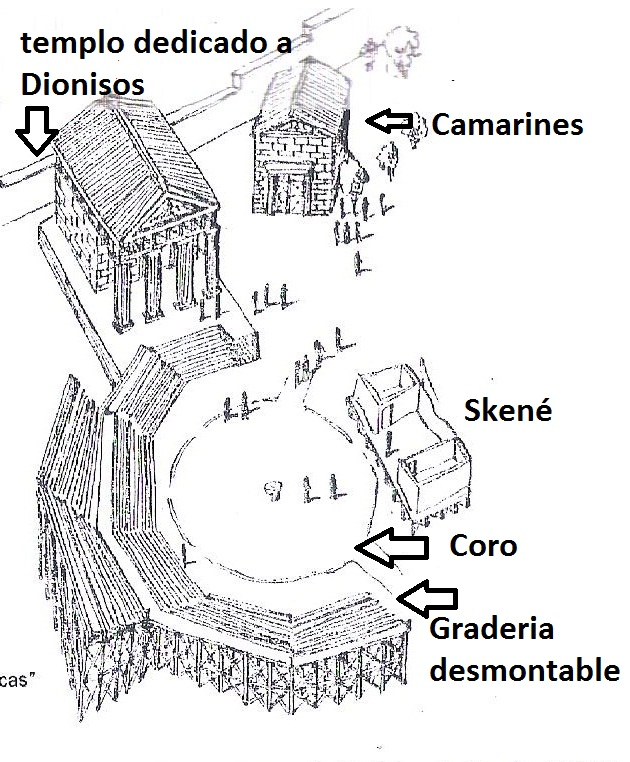 templo dedicado a
Dionisos
Camarines
Skené
Coro
Graderia
desmontable
cas”